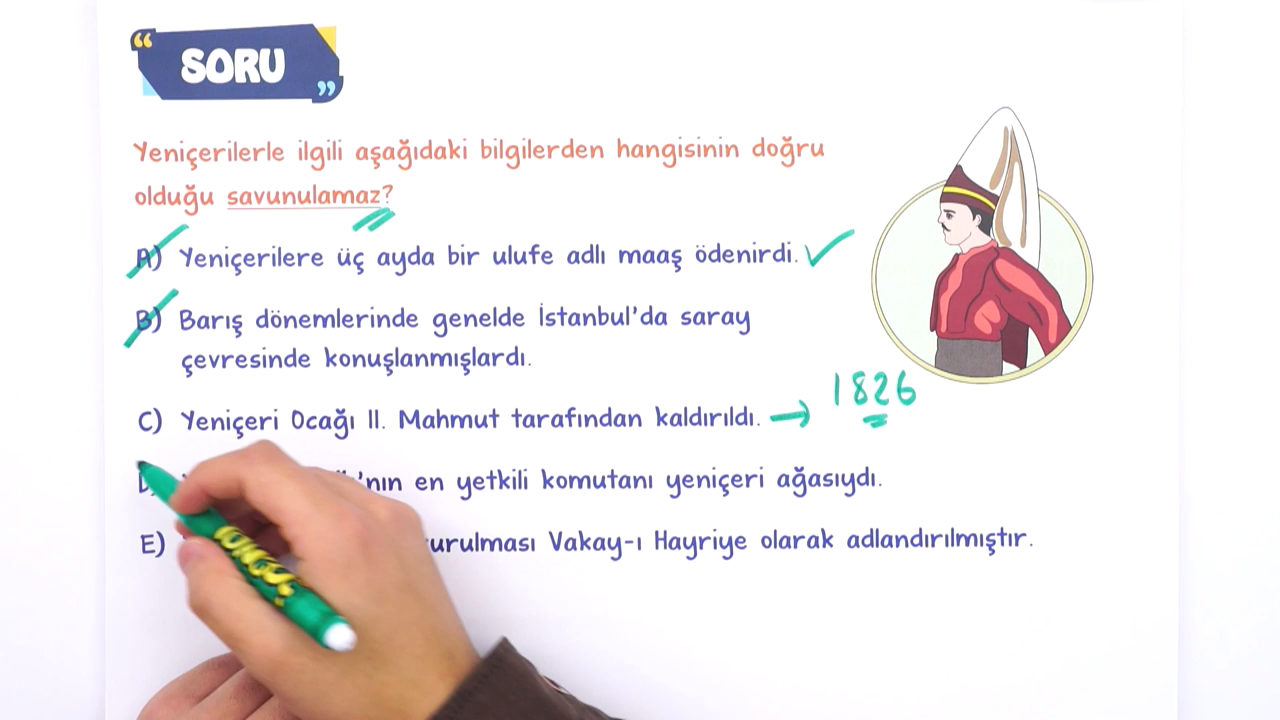 SORU
Yeniçerilerle ilgili aşağıdaki bilgilerden hangisinin doğru
olduğu savunulamaz?
A) Yeniçerilere üç ayda bir ulufe adlı maaş ödenirdi.
B) Barış dönemlerinde genelde İstanbul'da saray
çevresinde konuşlanmışlardı.
1826
C) Yeniçeri Ocağı II. Mahmut tarafından kaldırıldı.
en yetkili komutanı yeniçeri ağasıydı.
E) Vakay-ı Hayriye olarak adlandırılmıştır.